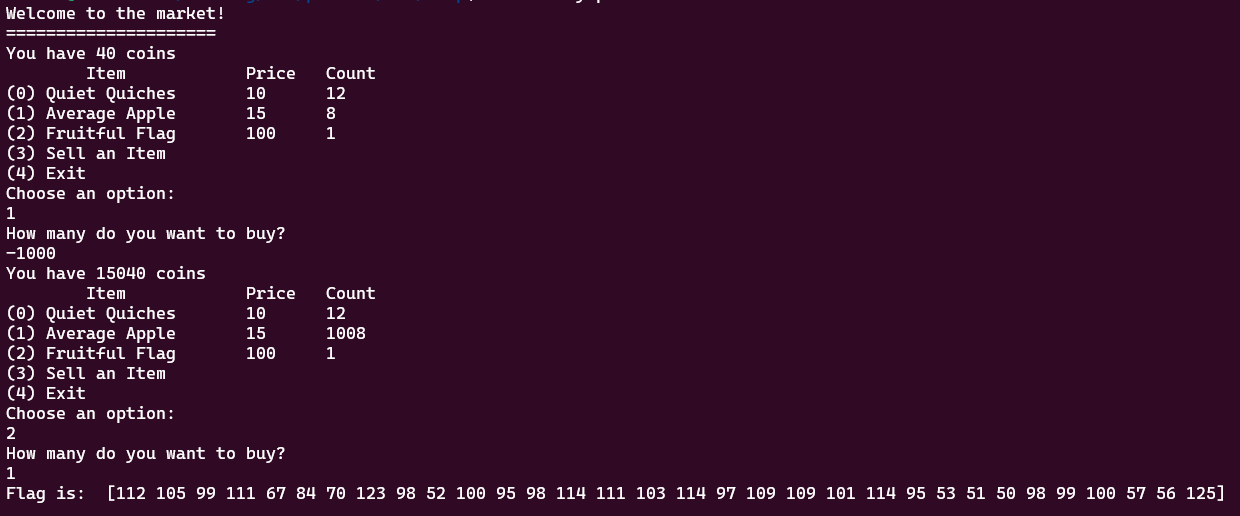 Welcome to the market!
=====================
You have 40 coins
        Item            Price   Count
(0) Quiet Quiches       10      12
(1) Average Apple       15      8
(2) Fruitful Flag       100     1
(3) Sell an Item
(4) Exit
Choose an option:
1
How many do you want to buy?
-1000
You have 15040 coins
        Item            Price   Count
(0) Quiet Quiches       10      12
(1) Average Apple       15      1008
(2) Fruitful Flag       100     1
(3) Sell an Item
(4) Exit
Choose an option:
2
How many do you want to buy?
1
Flag is:  [112 105 99 111 67 84 70 123 98 52 100 95 98 114 111 103 114 97 109 109 101 114 95 53 51 50 98 99 100 57 56 125]